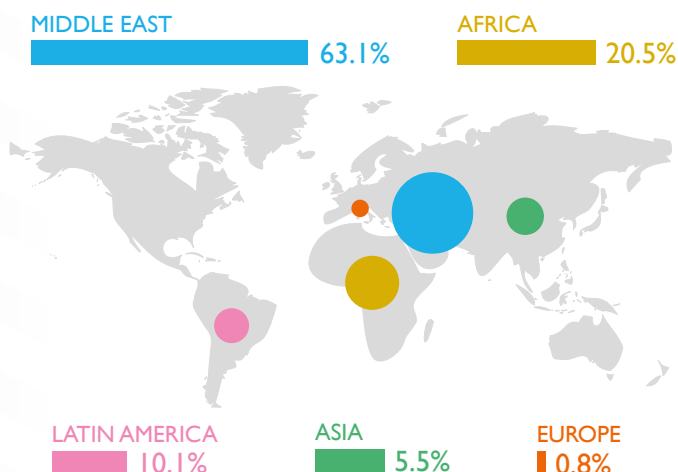 MIDDLE EAST
63.1%
AFRICA
20.5%
LATIN AMERICA
10.1%
ASIA
5.5%
EUROPE
0.8%